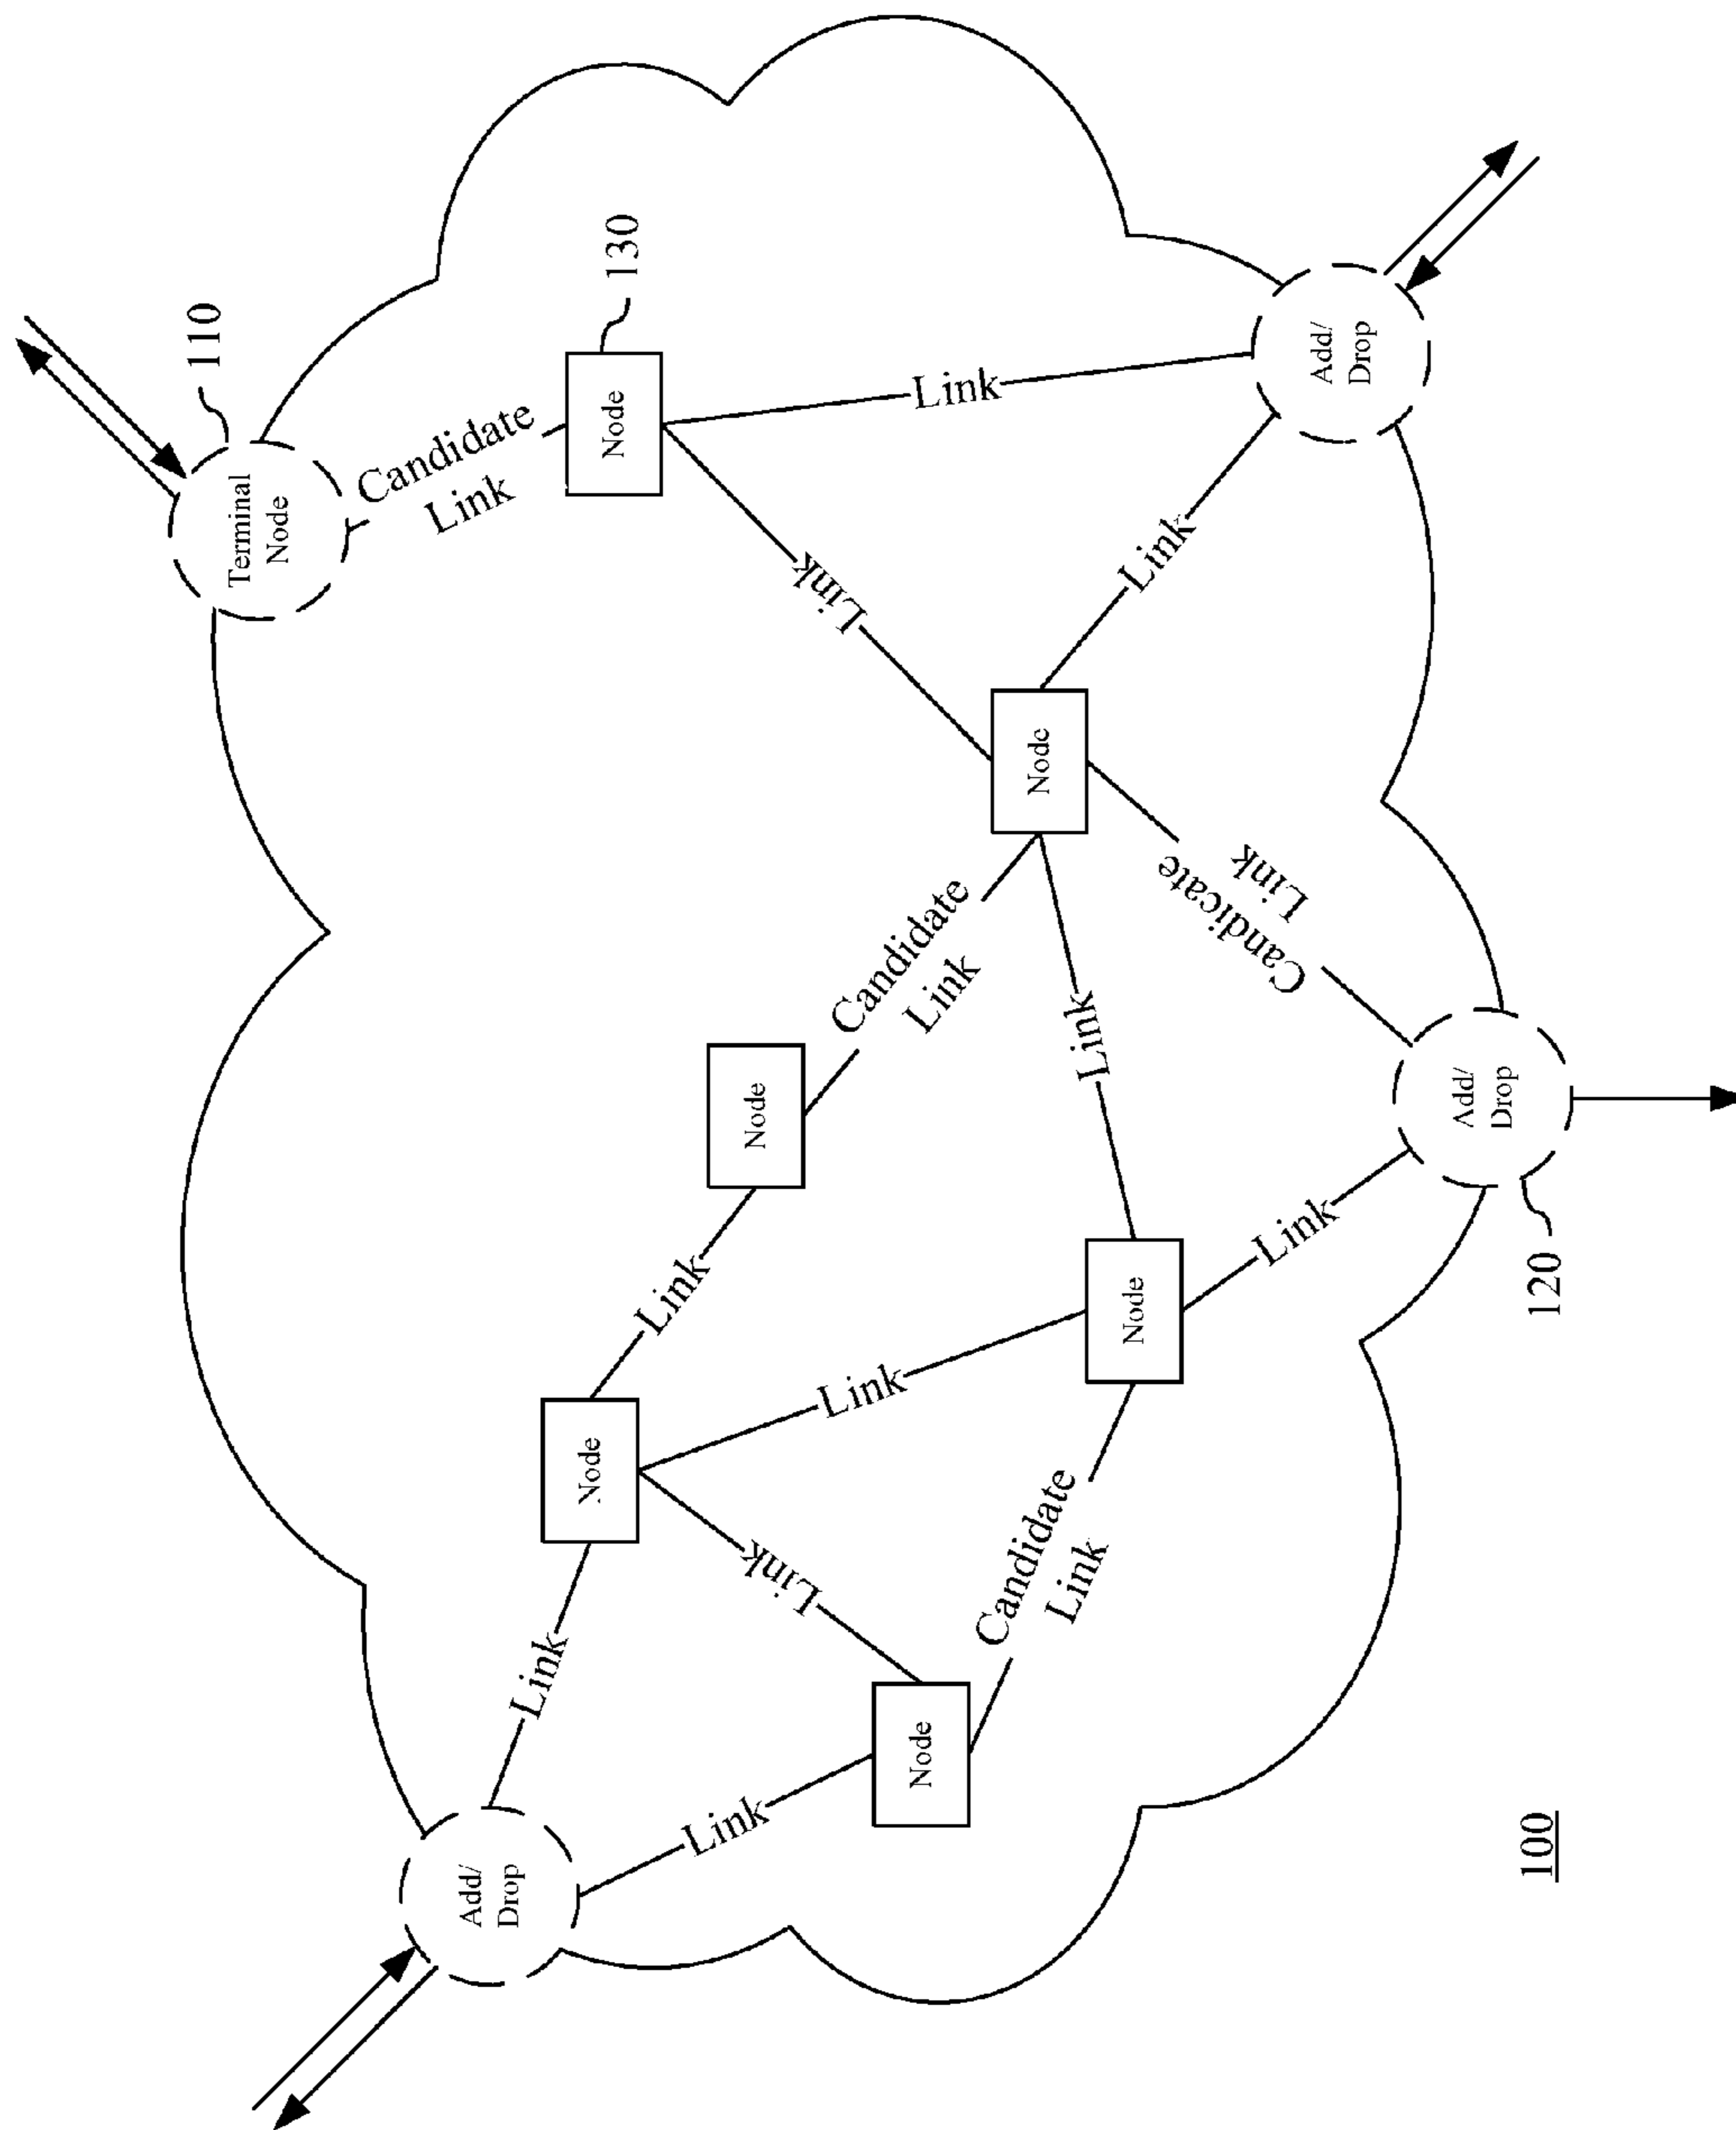 110
Terminal
Node
Candidate
Link
Add/
Drop
Link
Node
Node
130
Link
Link
Node
Link
Link
Link
Candidate
Link
Node
Link
Candidate
Link
Node
Link
Node
Link
Candicate
Link
Link
Add/
Drop
Add/
Drop
100
120